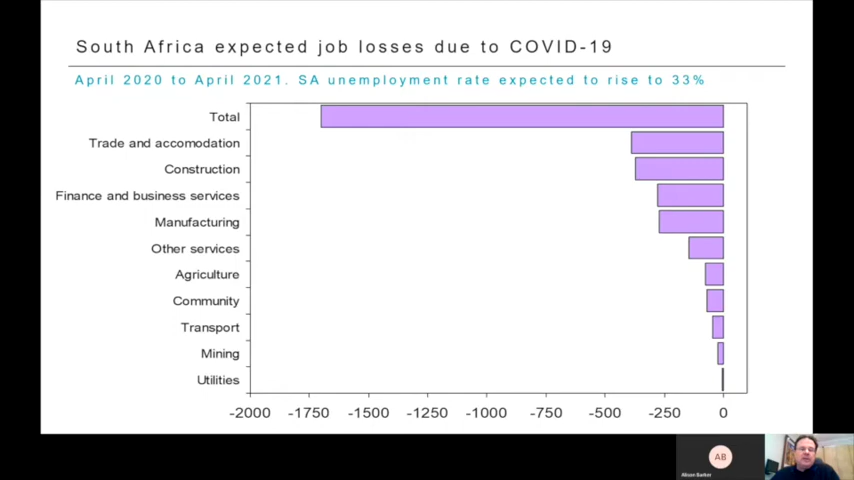 South Africa expected job losses due to COVID-19
April 2020 to April 2021. SA unemployment rate expected to rise to 33%
Total
Trade and accomodation
Construction
Finance and business services
Manufacturing
Other services
Agriculture
Community
Transport
Mining
Utilities
-2000 -1750 -1500 -1250 -1000 -750 -500 -250 0
AB
Alison Barker